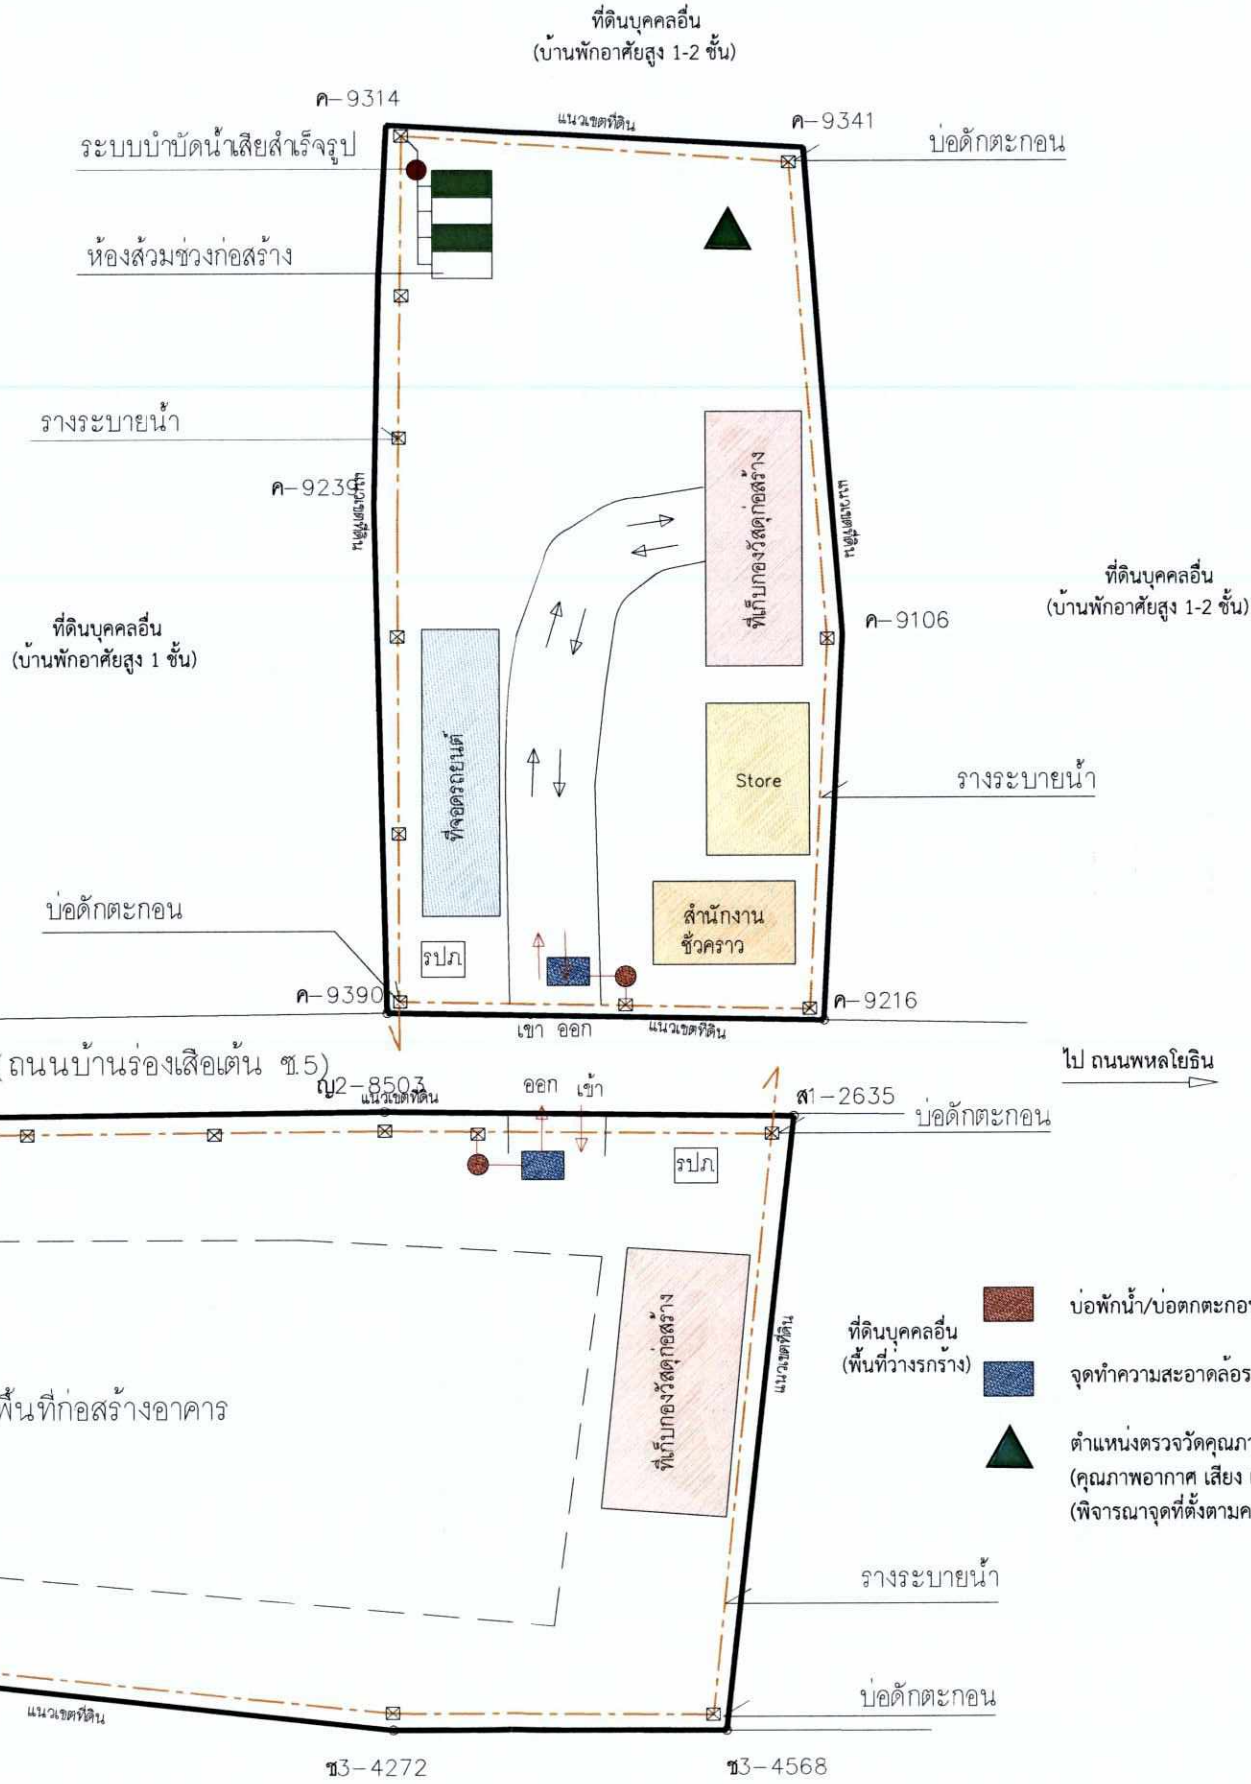 ที่ดินบุคคลอื่น
(บ้านพักอาศัยสูง 1-2 ชั้น)
ค-9314
แนวเขตที่ดิน
ค-9341
ระบบบำบัดน้ำเสียสำเร็จรูป
บ่อดักตะกอน
ห้องส้วมช่วงก่อสร้าง
รางระบายน้ำ
ค-9239
แนวเขตที่ดิน
ที่เก็บกองวัสดุก่อสร้าง
แนวเขตที่ดิน
ที่ดินบุคคลอื่น
(บ้านพักอาศัยสูง 1-2 ชั้น)
ค-9106
ที่ดินบุคคลอื่น
(บ้านพักอาศัยสูง 1 ชั้น)
ที่จอดรถยนต์
Store
รางระบายน้ำ
บ่อดักตะกอน
สำนักงาน
ชั่วคราว
รปภ
ค-9390
ค-9216
เขา ออก
แนวเขตที่ดิน
(ถนนบ้านร่องเสือเต้น ซ.5)
ไป ถนนพหลโยธิน
ญ2-8503
แนวเขตที่ดิน
ออก เข้า
ส1-2635
บ่อดักตะกอน
รปภ
ที่เก็บกองวัสดุก่อสร้าง
แนวเขตที่ดิน
ที่ดินบุคคลอื่น
(พื้นที่ว่างรกร้าง)
บ่อพักน้ำ/บ่อตกตะกอน
จุดทำความสะอาดล้อร
พื้นที่ก่อสร้างอาคาร
ตำแหน่งตรวจวัดคุณภา
(คุณภาพอากาศ เสียง
(พิจารณาจุดที่ตั้งตามค
รางระบายน้ำ
บ่อดักตะกอน
แนวเขตที่ดิน
ช3-4272
ช3-4568